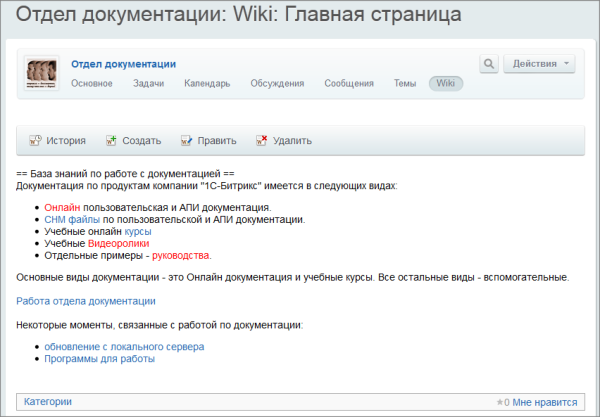 Отдел документации: Wiki: Главная страница
Отдел документации
Действия
Основное Задачи Календарь Обсуждения Сообщения Темы Wiki
История Создать Править Удалить
== База знаний по работе с документацией ==
Документация по продуктам компании "1С-Битрикс" имеется в следующих видах:
• Онлайн пользовательская и АПИ документация.
• CHM файлы по пользовательской и АПИ документации.
• Учебные онлайн курсы
• Учебные Видеоролики
• Отдельные примеры - руководства.
Основные виды документации - это Онлайн документация и учебные курсы. Все остальные виды - вспомогательные.
Работа отдела документации
Некоторые моменты, связанные с работой по документации:
• обновление с локального сервера
• Программы для работы
Категории
★0 Мне нравится